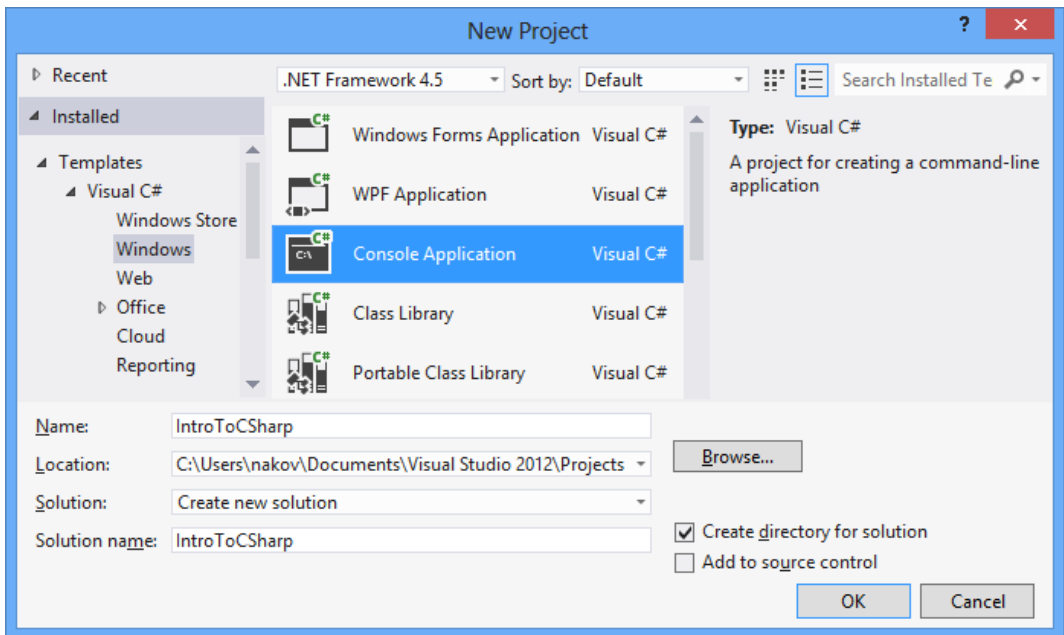 New Project
? ×
Recent
.NET Framework 4.5 Sort by: Default
Search Installed Te
Installed
Templates
Visual C#
Windows Store
Windows
Web
Office
Cloud
Reporting
C# Windows Forms Application Visual C#
C# WPF Application Visual C#
C# C:\ Console Application Visual C#
C# Class Library Visual C#
C# Portable Class Library Visual C#
Type: Visual C#
A project for creating a command-line
application
Name: IntroToCSharp
Location: C:\Users\nakov\Documents\Visual Studio 2012\Projects
Browse...
Solution: Create new solution
Solution name: IntroToCSharp
Create directory for solution
Add to source control
OK Cancel